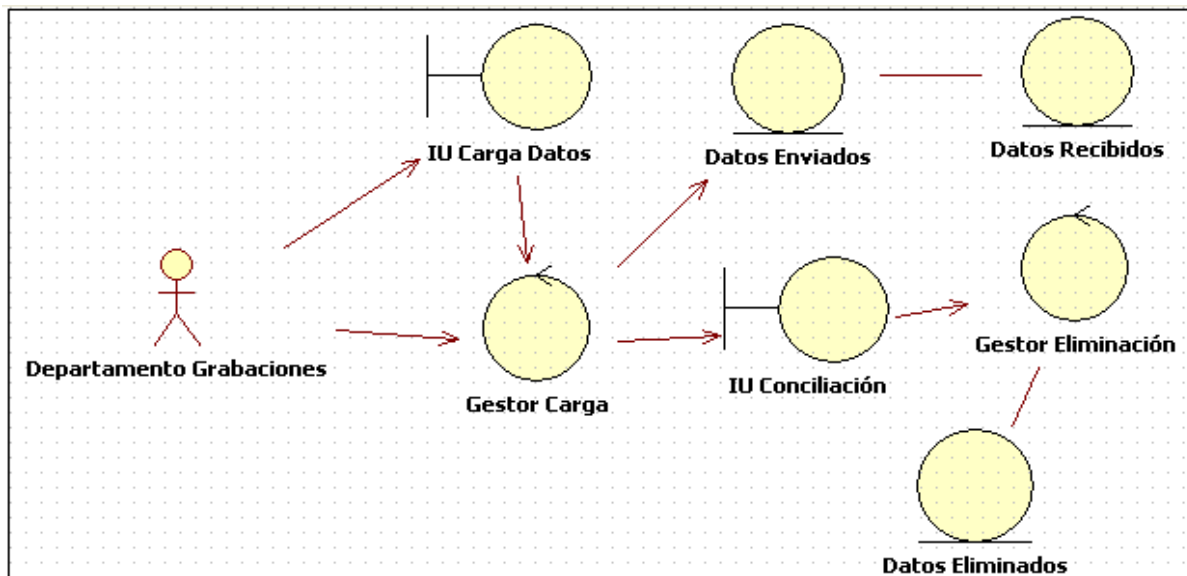 IU Carga Datos
Datos Enviados
Datos Recibidos
Departamento Grabaciones
Gestor Carga
IU Conciliación
Gestor Eliminación
Datos Eliminados